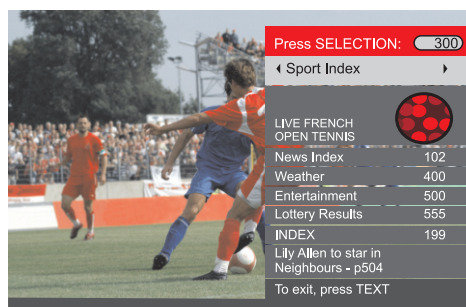 Press SELECTION: 300
Sport Index
LIVE FRENCH
OPEN TENNIS
News Index 102
Weather 400
Entertainment 500
Lottery Results 555
INDEX 199
Lily Allen to star in
Neighbours - p504
To exit, press TEXT